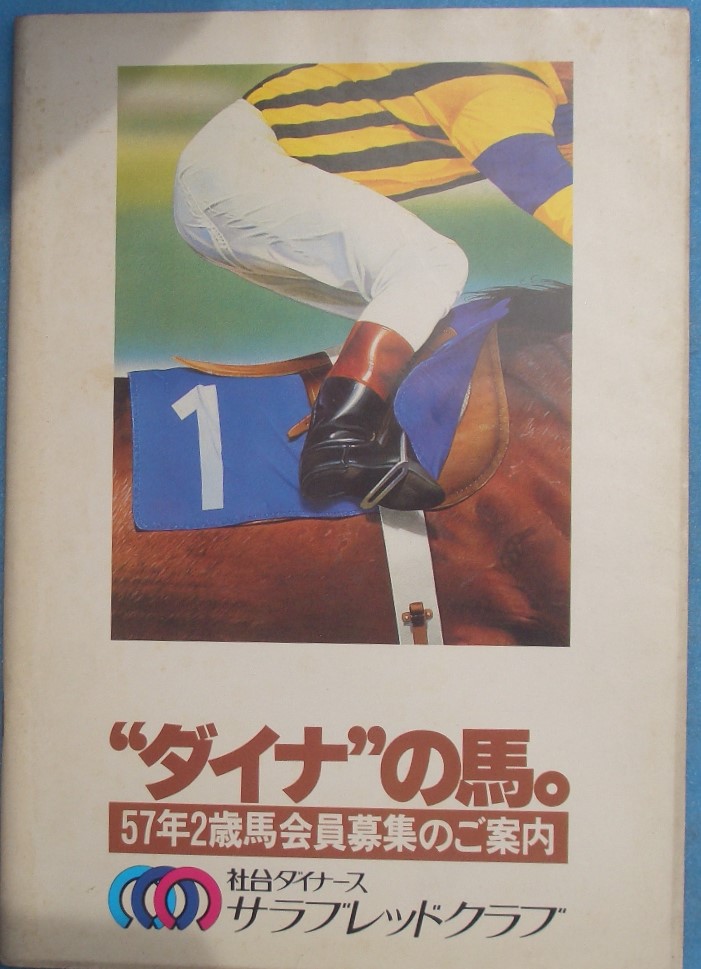 1
“ダイナ”の馬。
57年2歳馬会員募集のご案内
社台ダイナース
サラブレッドクラブ